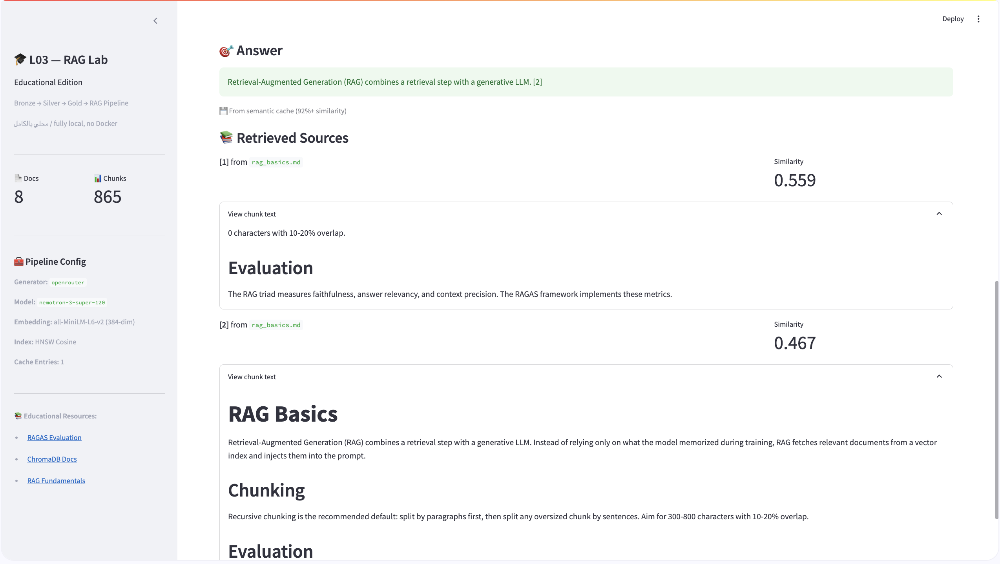 Deploy
L03 — RAG Lab
Educational Edition
Bronze → Silver → Gold → RAG Pipeline
محلي بالكامل / fully local, no Docker
Docs
8
Chunks
865
Pipeline Config
Generator: openrouter
Model: nemotron-3-super-120
Embedding: all-MiniLM-L6-v2 (384-dim)
Index: HNSW Cosine
Cache Entries: 1
Educational Resources:
• RAGAS Evaluation
• ChromaDB Docs
• RAG Fundamentals
Answer
Retrieval-Augmented Generation (RAG) combines a retrieval step with a generative LLM. [2]
From semantic cache (92%+ similarity)
Retrieved Sources
[1] from rag_basics.md
Similarity
0.559
View chunk text
0 characters with 10-20% overlap.
Evaluation
The RAG triad measures faithfulness, answer relevancy, and context precision. The RAGAS framework implements these metrics.
[2] from rag_basics.md
Similarity
0.467
View chunk text
RAG Basics
Retrieval-Augmented Generation (RAG) combines a retrieval step with a generative LLM. Instead of relying only on what the model memorized during training, RAG fetches relevant documents from a vector
index and injects them into the prompt.
Chunking
Recursive chunking is the recommended default: split by paragraphs first, then split any oversized chunk by sentences. Aim for 300-800 characters with 10-20% overlap.
Evaluation